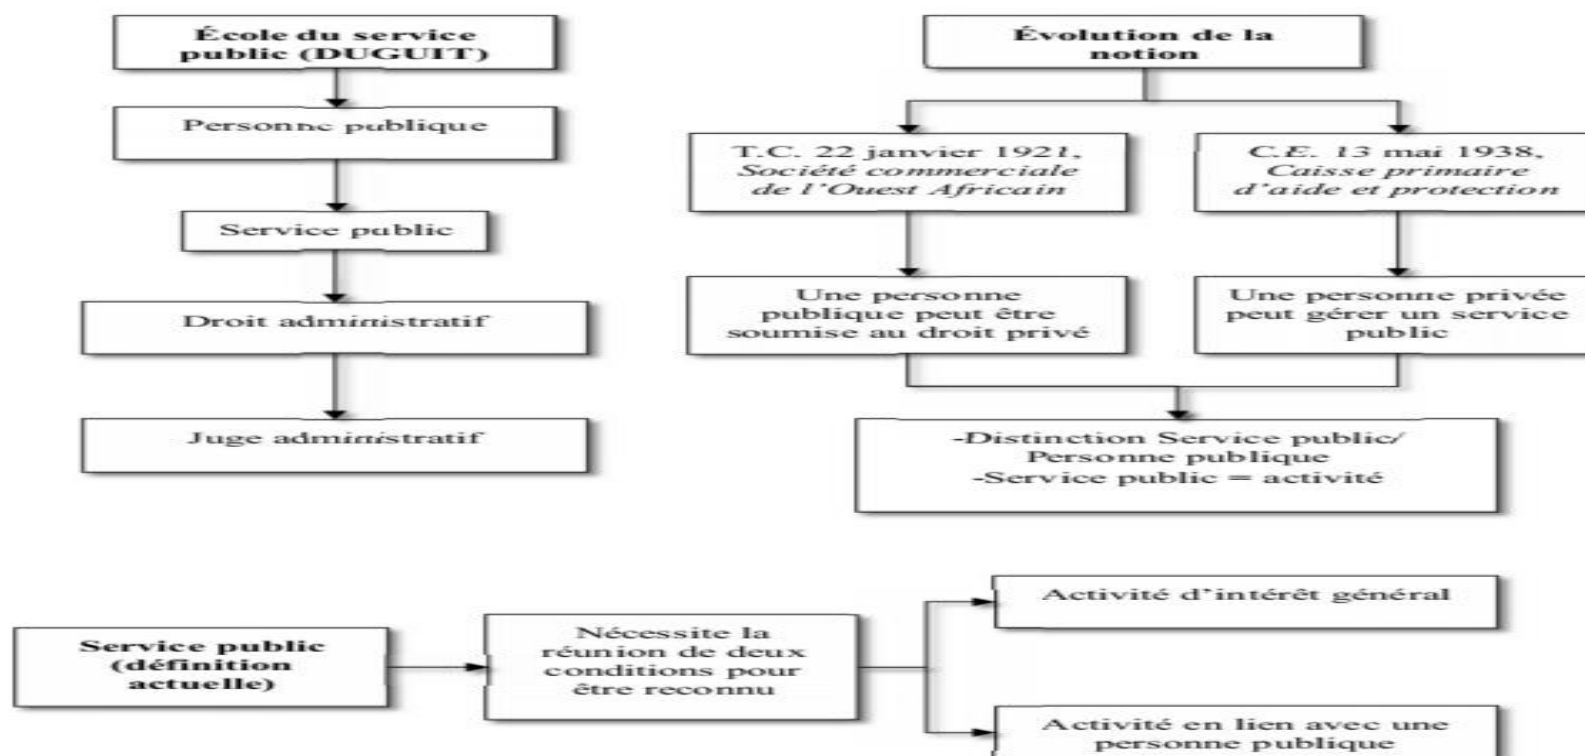 École du service
public (DUGUIT)
Personne publique
Service public
Droit administratif
Juge administratif
Évolution de la
notion
T.C. 22 janvier 1921,
Société commerciale
de l'Ouest Africain
C.E. 13 mai 1938,
Caisse primaire
d'aide et protection
Une personne
publique peut être
soumise au droit privé
Une personne privée
peut gérer un service
public
-Distinction Service public/
Personne publique
-Service public = activité
Service public
(définition
actuelle)
Nécessite la
réunion de deux
conditions pour
être reconnu
Activité d'intérêt général
Activité en lien avec une
personne publique